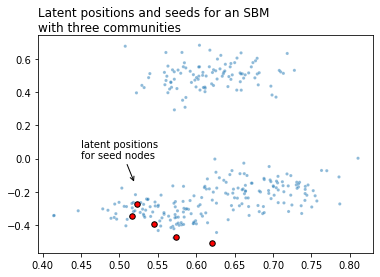 Latent positions and seeds for an SBM
with three communities
0.6
0.4
0.2
0.0
−0.2
−0.4
latent positions
for seed nodes
0.40 0.45 0.50 0.55 0.60 0.65 0.70 0.75 0.80